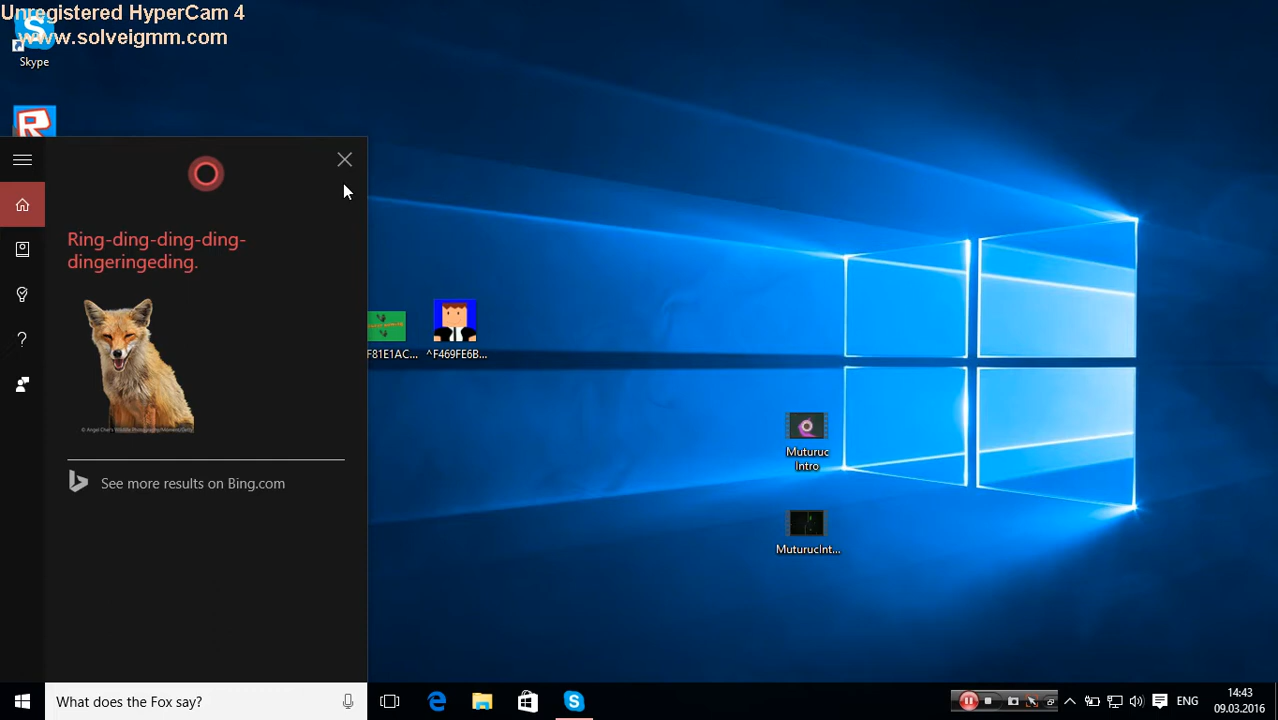 Unregistered HyperCam 4
www.solveigmm.com
Skype
Ring-ding-ding-ding-
dingeringeding.
See more results on Bing.com
F81E1AC...
^F469FE6B...
Muturuc
Intro
MuturucInt...
What does the Fox say?
ENG
14:43
09.03.2016